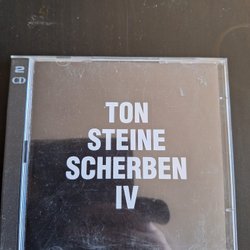 2
CD
TON
STEINE
SCHERBEN
IV